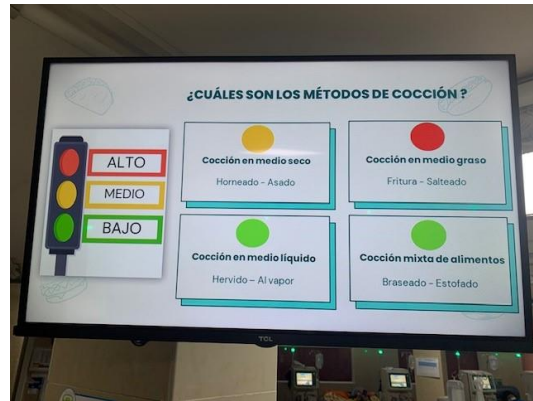 ¿CUÁLES SON LOS MÉTODOS DE COCCIÓN ?
ALTO
MEDIO
BAJO
Cocción en medio seco
Horneado - Asado
Cocción en medio graso
Fritura - Salteado
Cocción en medio líquido
Hervido – Al vapor
Cocción mixta de alimentos
Braseado - Estofado
TCL